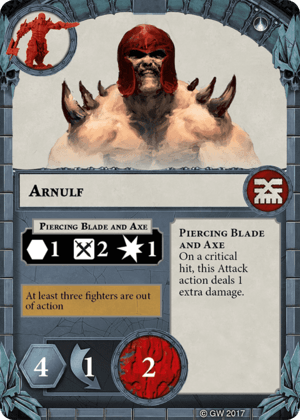 ARNULF
PIERCING BLADE AND AXE
1 2 1
At least three fighters are out
of action
PIERCING BLADE
AND AXE
On a critical
hit, this Attack
action deals 1
extra damage.
4 1 2
© GW 2017